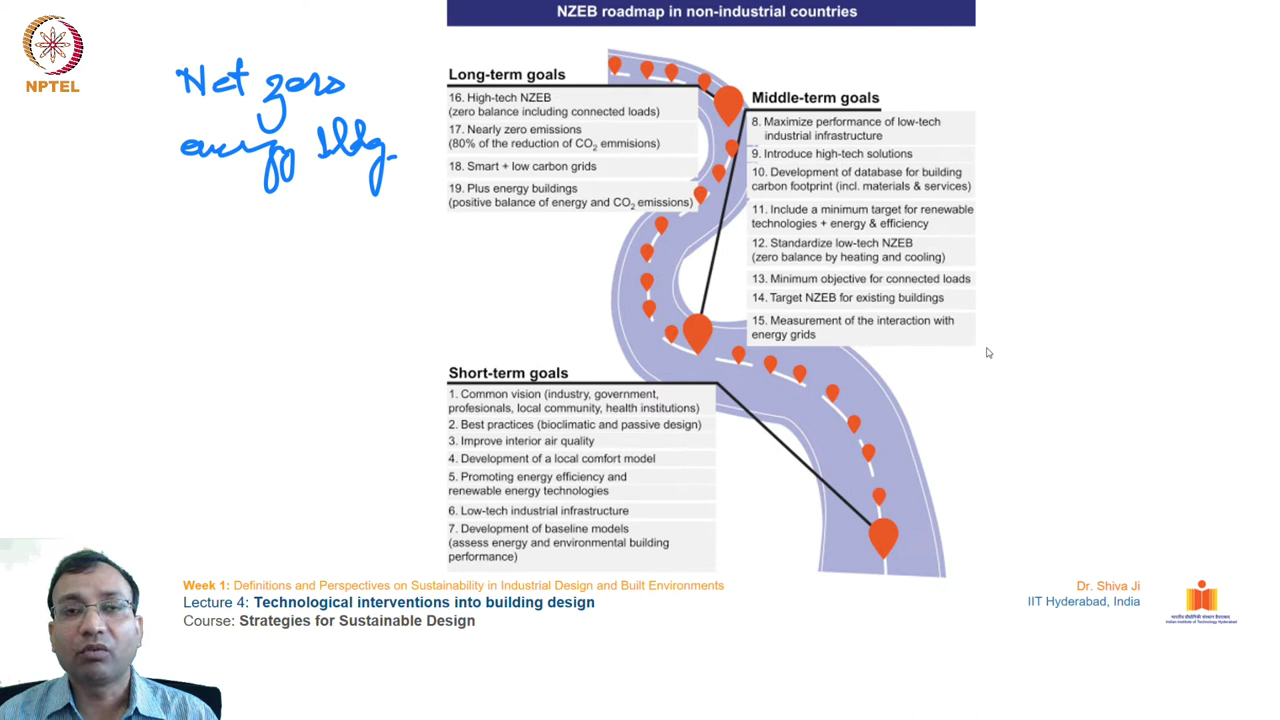 NZEB roadmap in non-industrial countries
NPTEL
Net zero
energy bldg.
Long-term goals
16. High-tech NZEB
(zero balance including connected loads)
17. Nearly zero emissions
(80% of the reduction of CO2 emmisions)
18. Smart + low carbon grids
19. Plus energy buildings
(positive balance of energy and CO2 emissions)
Middle-term goals
8. Maximize performance of low-tech
industrial infrastructure
9. Introduce high-tech solutions
10. Development of database for building
carbon footprint (incl. materials & services)
11. Include a minimum target for renewable
technologies + energy & efficiency
12. Standardize low-tech NZEB
(zero balance by heating and cooling)
13. Minimum objective for connected loads
14. Target NZEB for existing buildings
15. Measurement of the interaction with
energy grids
Short-term goals
1. Common vision (industry, government,
profesionals, local community, health institutions)
2. Best practices (bioclimatic and passive design)
3. Improve interior air quality
4. Development of a local comfort model
5. Promoting energy efficiency and
renewable energy technologies
6. Low-tech industrial infrastructure
7. Development of baseline models
(assess energy and environmental building
performance)
Week 1: Definitions and Perspectives on Sustainability in Industrial Design and Built Environments
Lecture 4: Technological interventions into building design
Course: Strategies for Sustainable Design
Dr. Shiva Ji
IIT Hyderabad, India
भारतीय प्रौद्योगिकी संस्थान हैदराबाद
Indian Institute of Technology Hyderabad